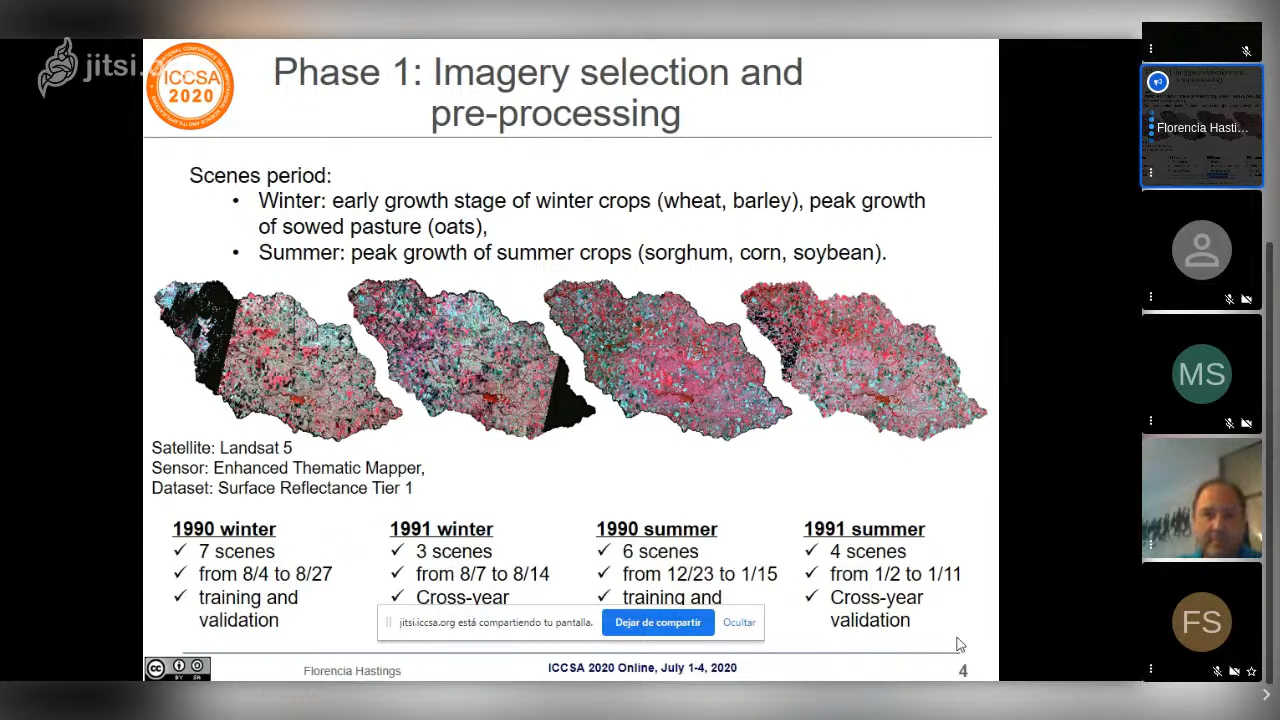 jitsi.o
ICCSA
2020
Phase 1: Imagery selection and
pre-processing
Scenes period:
• Winter: early growth stage of winter crops (wheat, barley), peak growth
of sowed pasture (oats),
• Summer: peak growth of summer crops (sorghum, corn, soybean).
Satellite: Landsat 5
Sensor: Enhanced Thematic Mapper,
Dataset: Surface Reflectance Tier 1
1990 winter
✓ 7 scenes
✓ from 8/4 to 8/27
✓ training and
validation
1991 winter
✓ 3 scenes
✓ from 8/7 to 8/14
✓ Cross-year
1990 summer
✓ 6 scenes
✓ from 12/23 to 1/15
✓ training and
1991 summer
✓ 4 scenes
✓ from 1/2 to 1/11
✓ Cross-year
validation
jitsi.iccsa.org está compartiendo tu pantalla.
Dejar de compartir
Ocultar
cc
BY SA
Florencia Hastings
ICCSA 2020 Online, July 1-4, 2020
4
Florencia Hasti...
MS
FS